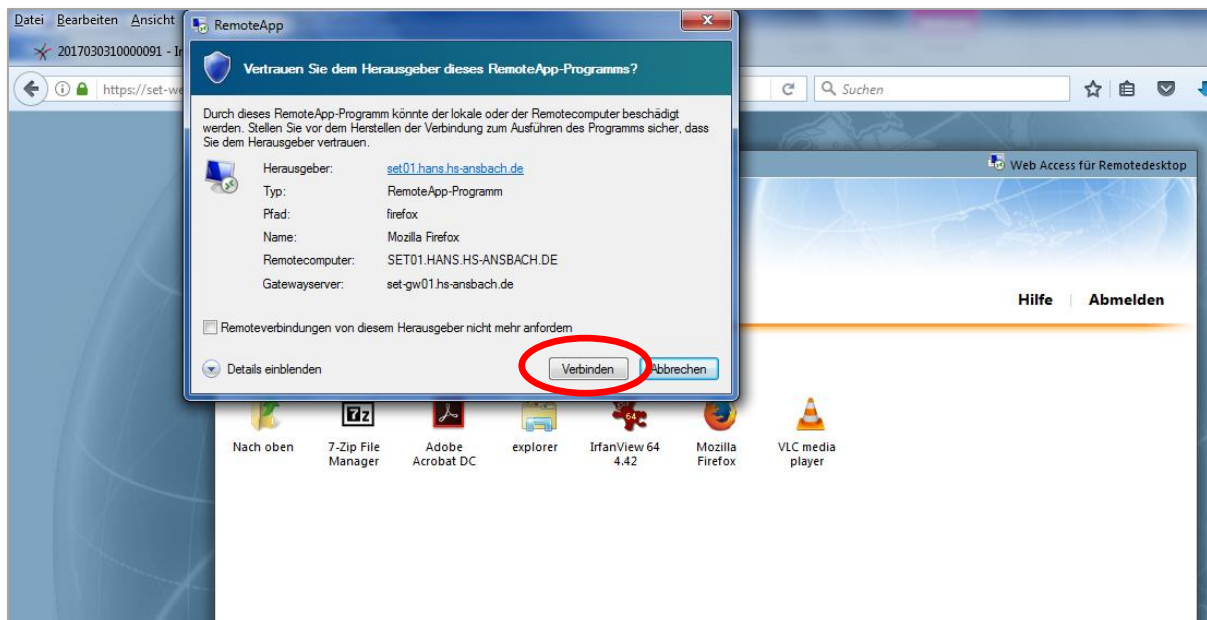 Datei Bearbeiten Ansicht
RemoteApp
2017030310000091 - Ir
Vertrauen Sie dem Herausgeber dieses RemoteApp-Programms?
https://set-we
Suchen
Durch dieses RemoteApp-Programm könnte der lokale oder der Remotecomputer beschädigt
werden. Stellen Sie vor dem Herstellen der Verbindung zum Ausführen des Programms sicher, dass
Sie dem Herausgeber vertrauen.
Web Access für Remotedesktop
Herausgeber: set01.hans.hs-ansbach.de
Typ: RemoteApp-Programm
Pfad: firefox
Name: Mozilla Firefox
Remotecomputer: SET01.HANS.HS-ANSBACH.DE
Gatewayserver: set-gw01.hs-ansbach.de
Hilfe | Abmelden
Remoteverbindungen von diesem Herausgeber nicht mehr anfordern
Details einblenden
Verbinden
Abbrechen
7z
64
Nach oben
7-Zip File
Manager
Adobe
Acrobat DC
explorer
IrfanView 64
4.42
Mozilla
Firefox
VLC media
player